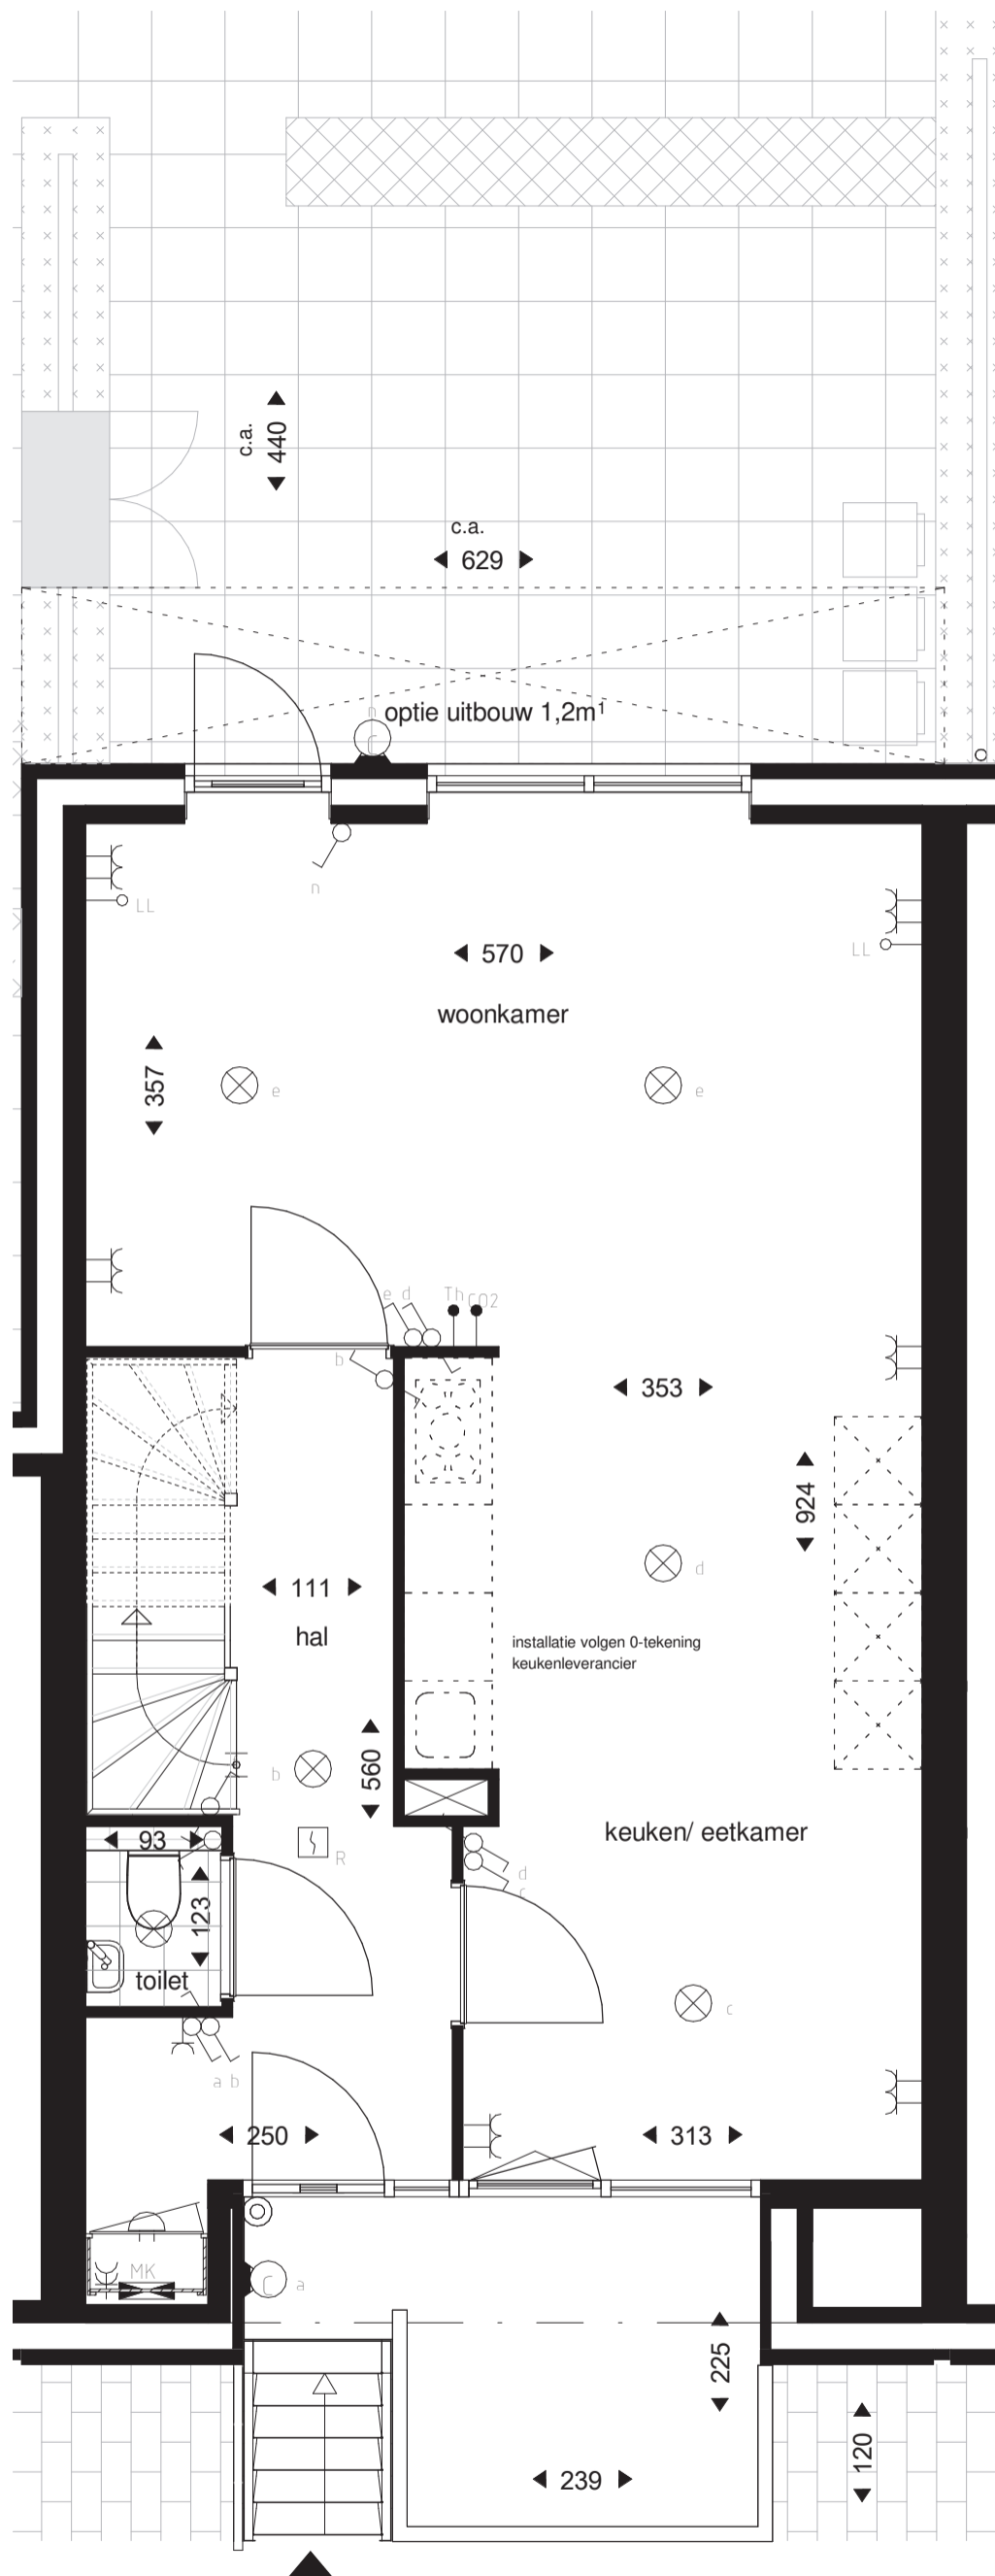 c.a.
440
c.a.
629
n
C
optie uitbouw 1,2m¹
n
LL
LL
570
woonkamer
357
e
e
e d
Th
CO2
b
353
924
111
hal
d
installatie volgen 0-tekening
keukenleverancier
560
b
keuken/ eetkamer
93
R
d
c
123
toilet
c
a b
250
313
MK
C
a
225
120
239